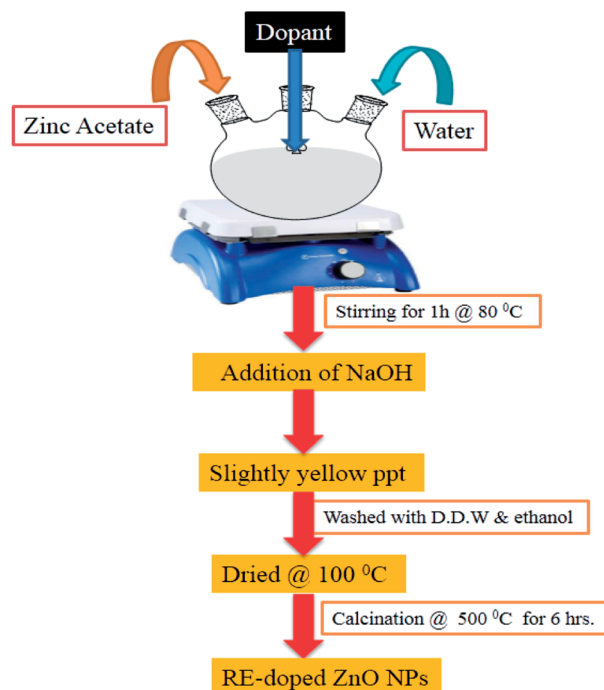 Dopant
Zinc Acetate
Water
Stirring for 1h @ 80 ⁰C
Addition of NaOH
Slightly yellow ppt
Washed with D.D.W & ethanol
Dried @ 100 ⁰C
Calcination @ 500 ⁰C for 6 hrs.
RE-doped ZnO NPs